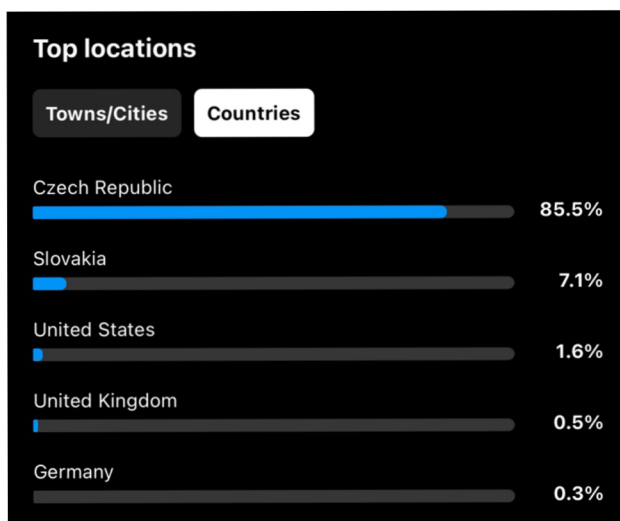 Top locations
Towns/Cities Countries
Czech Republic
85.5%
Slovakia
7.1%
United States
1.6%
United Kingdom
0.5%
Germany
0.3%